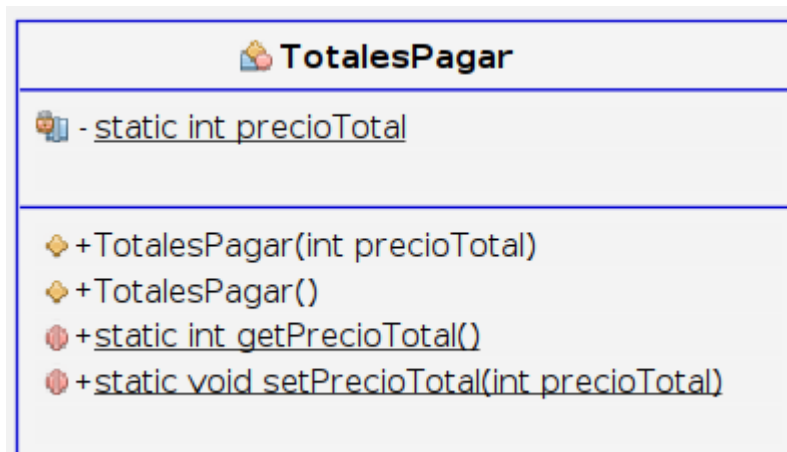 TotalesPagar
- static int precioTotal
+TotalesPagar(int precioTotal)
+TotalesPagar()
+static int getPrecioTotal()
+static void setPrecioTotal(int precioTotal)